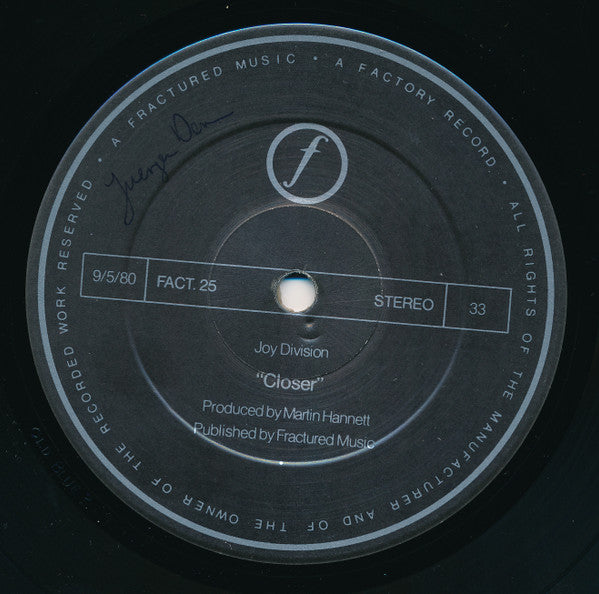 • A FRACTURED MUSIC • A FACTORY RECORD • ALL RIGHTS OF THE MANUFACTURER AND OF THE OWNER OF THE RECORDED WORK RESERVED
f
9/5/80 FACT. 25 STEREO 33
Joy Division
“Closer”
Produced by Martin Hannett
Published by Fractured Music